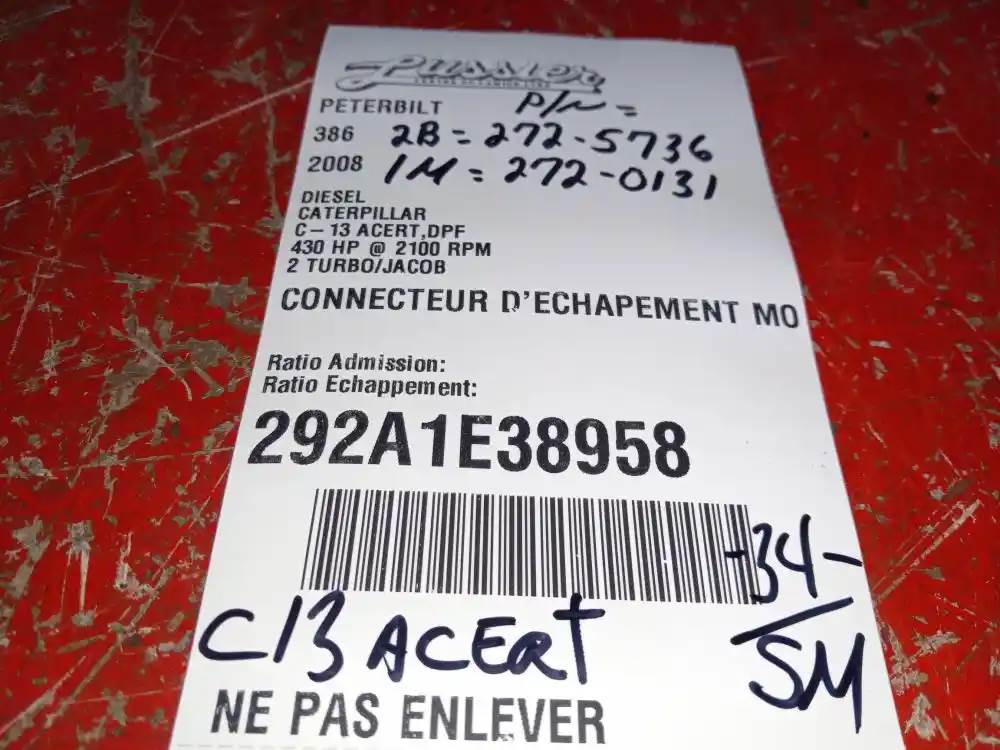 PETERBILT P/N =
386 2B = 272-5736
2008 1M = 272-0131
DIESEL
CATERPILLAR
C-13 ACERT,DPF
430 HP @ 2100 RPM
2 TURBO/JACOB
CONNECTEUR D'ECHAPEMENT MO
Ratio Admission:
Ratio Echappement:
292A1E38958
-34-
SM
C13 ACERT
NE PAS ENLEVER